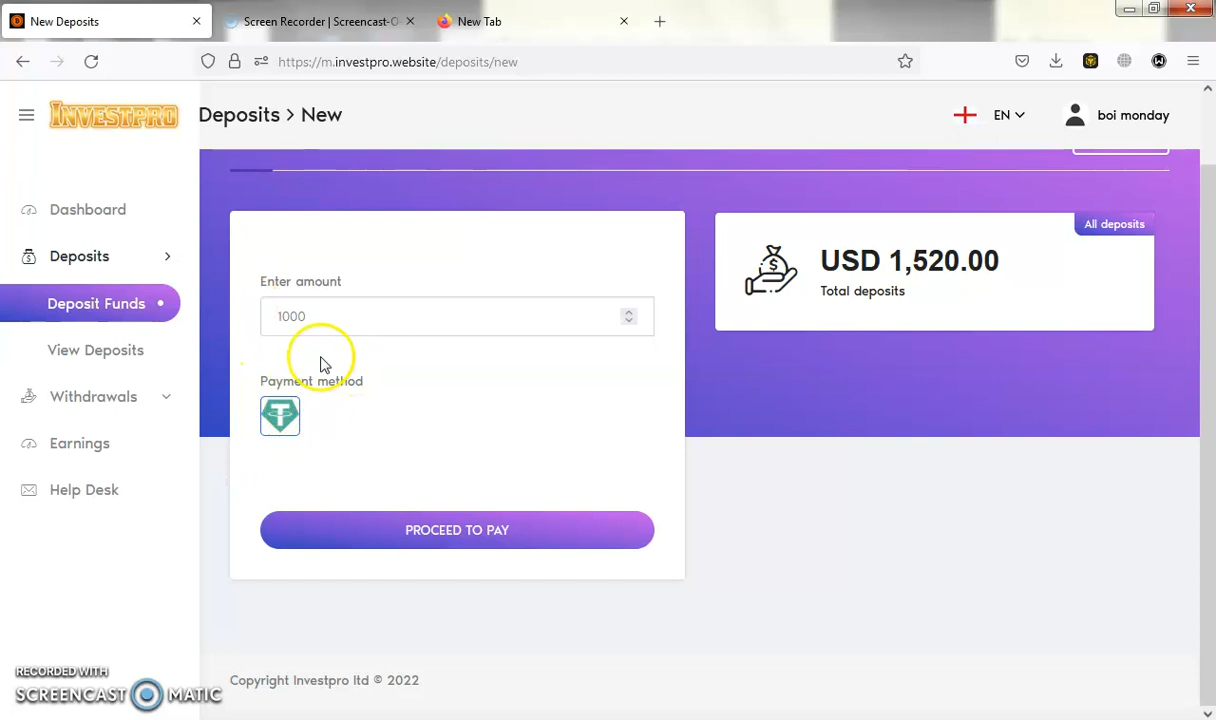 New Deposits
Screen Recorder | Screencast-O-
New Tab
https://m.investpro.website/deposits/new
INVESTPRO
Deposits > New
EN
boi monday
Dashboard
Deposits
Deposit Funds
View Deposits
Withdrawals
Earnings
Help Desk
Enter amount
1000
Payment method
PROCEED TO PAY
All deposits
USD 1,520.00
Total deposits
Copyright Investpro ltd © 2022
RECORDED WITH
SCREENCAST MATIC